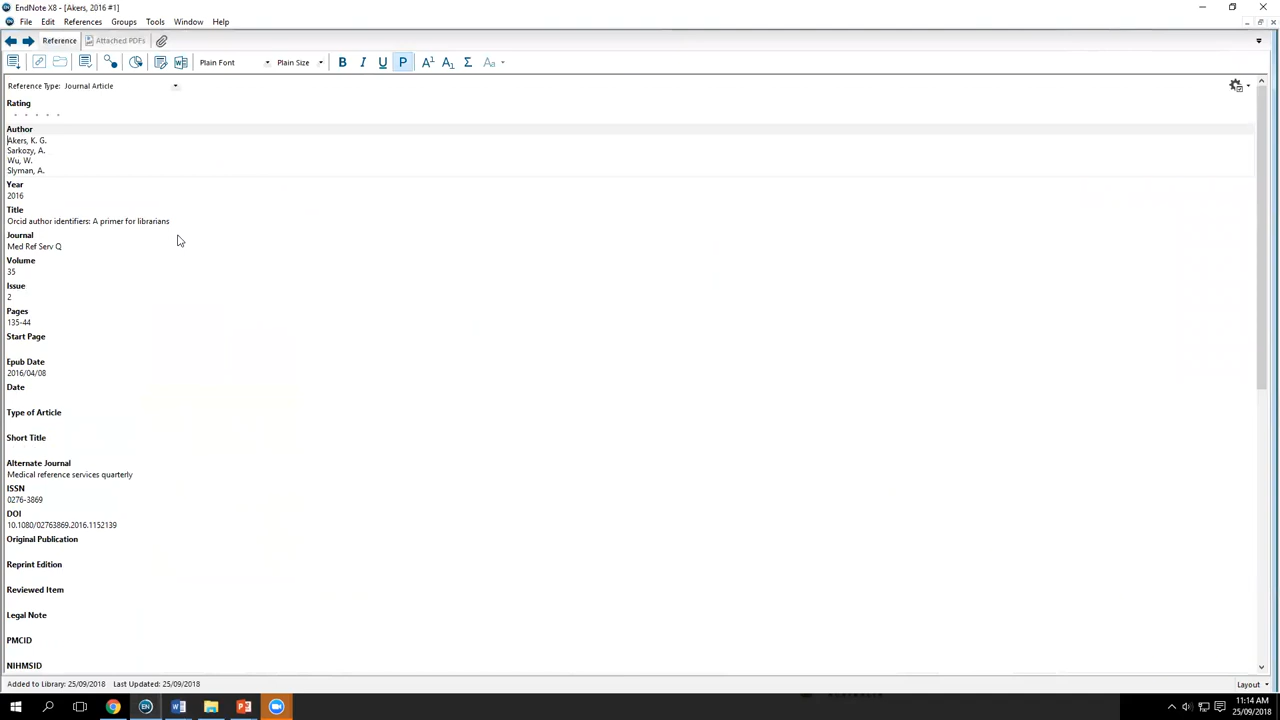 EndNote X8 - [Akers, 2016 #1]
File Edit References Groups Tools Window Help
Reference Attached PDFs
Plain Font Plain Size B I U P A¹ A₁ Σ Aa
Reference Type: Journal Article
Rating
Author
Akers, K. G.
Sarkozy, A.
Wu, W.
Slyman, A.
Year
2016
Title
Orcid author identifiers: A primer for librarians
Journal
Med Ref Serv Q
Volume
35
Issue
2
Pages
135-44
Start Page
Epub Date
2016/04/08
Date
Type of Article
Short Title
Alternate Journal
Medical reference services quarterly
ISSN
0276-3869
DOI
10.1080/02763869.2016.1152139
Original Publication
Reprint Edition
Reviewed Item
Legal Note
PMCID
NIHMSID
Added to Library: 25/09/2018 Last Updated: 25/09/2018
Layout
11:14 AM
25/09/2018